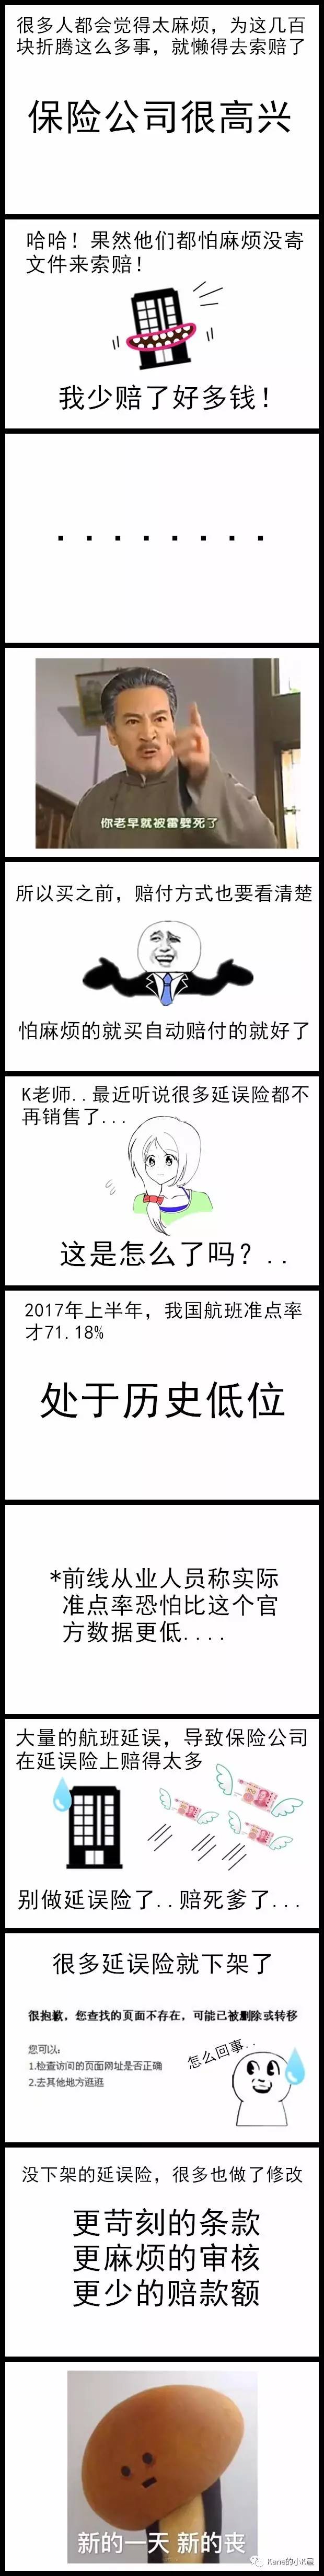 很多人都会觉得太麻烦，为这几百
块折腾这么多事，就懒得去索赔了
保险公司很高兴
哈哈！果然他们都怕麻烦没寄
文件来索赔！
我少赔了好多钱！
........
你老早就被雷劈死了
所以买之前，赔付方式也要看清楚
怕麻烦的就买自动赔付的就好了
K老师..最近听说很多延误险都不
再销售了...
这是怎么了吗？..
2017年上半年，我国航班准点率
才71.18%
处于历史低位
*前线从业人员称实际
准点率恐怕比这个官
方数据更低....
大量的航班延误，导致保险公司
在延误险上赔得太多
别做延误险了..赔死爹了...
很多延误险就下架了
很抱歉，您查找的页面不存在，可能已被删除或转移
您可以:
1.检查访问的页面网址是否正确
2.去其他地方逛逛
怎么回事..
没下架的延误险，很多也做了修改
更苛刻的条款
更麻烦的审核
更少的赔款额
新的一天 新的丧
Kane的小K屋